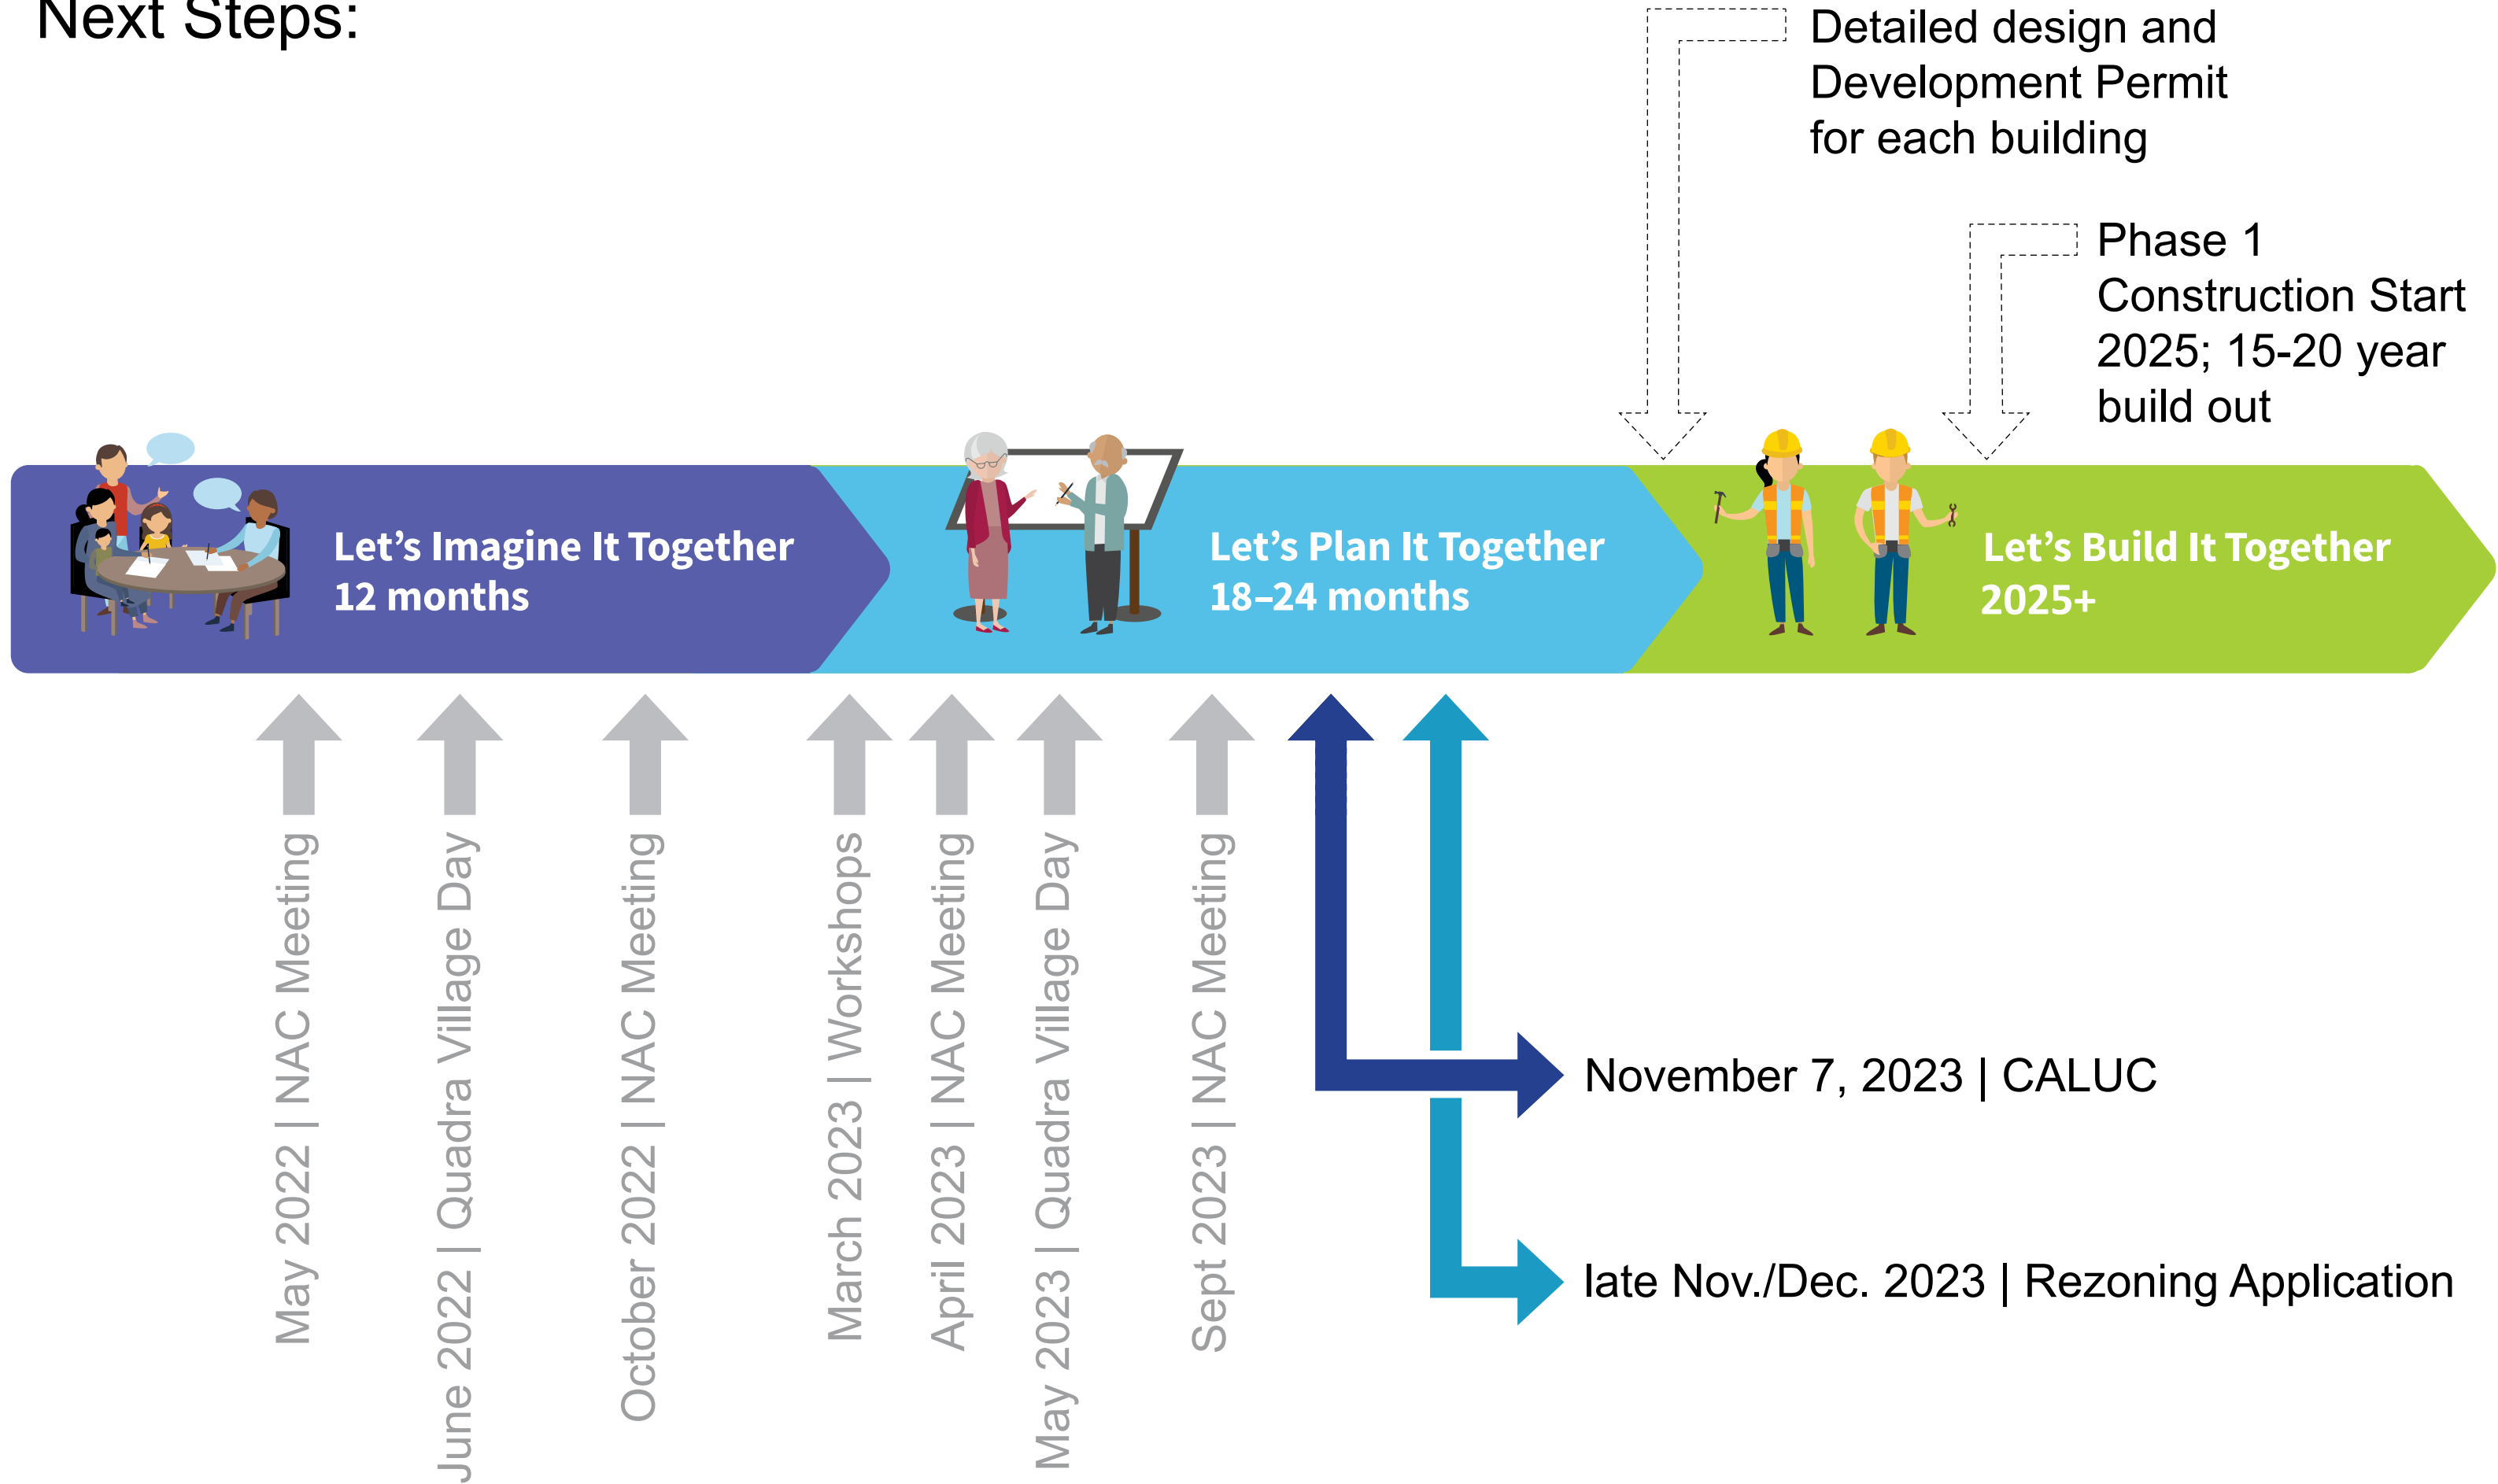 Next Steps:
Detailed design and
Development Permit
for each building
Phase 1
Construction Start
2025; 15-20 year
build out
Let’s Imagine It Together
12 months
Let’s Plan It Together
18–24 months
Let’s Build It Together
2025+
May 2022 | NAC Meeting
June 2022 | Quadra Village Day
October 2022 | NAC Meeting
March 2023 | Workshops
April 2023 | NAC Meeting
May 2023 | Quadra Village Day
Sept 2023 | NAC Meeting
November 7, 2023 | CALUC
late Nov./Dec. 2023 | Rezoning Application